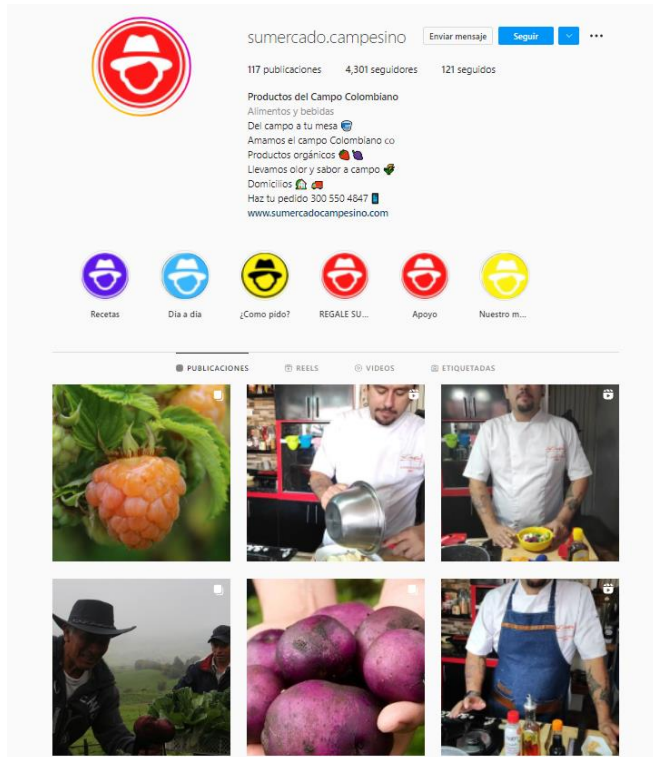 sumercado.campesino Enviar mensaje Seguir
117 publicaciones 4,301 seguidores 121 seguidos
Productos del Campo Colombiano
Alimentos y bebidas
Del campo a tu mesa
Amamos el campo Colombiano co
Productos orgánicos
Llevamos olor y sabor a campo
Domicilios
Haz tu pedido 300 550 4847
www.sumercadocampesino.com
Recetas Dia a dia ¿Como pido? REGALE SU... Apoyo Nuestro m...
PUBLICACIONES REELS VIDEOS ETIQUETADAS